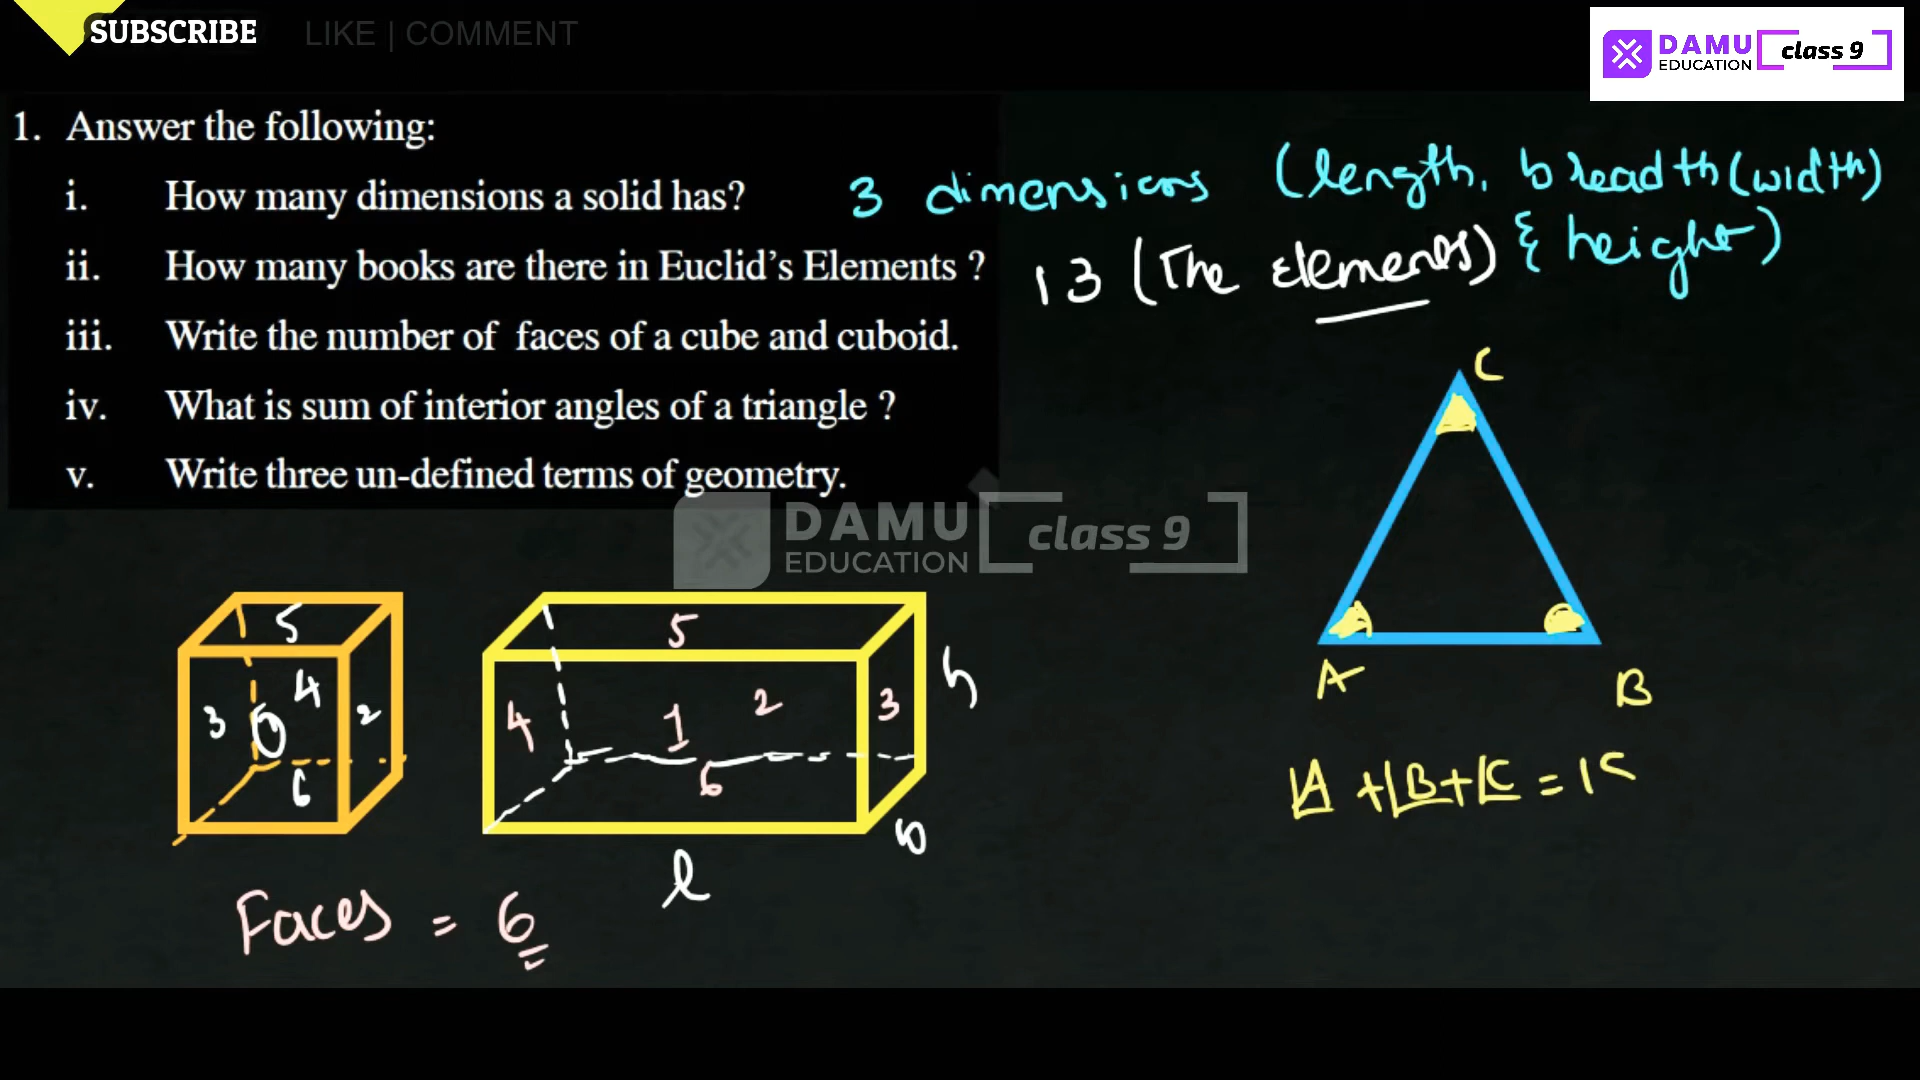 SUBSCRIBE LIKE | COMMENT
DAMU EDUCATION class 9
1. Answer the following:
i. How many dimensions a solid has? 3 dimensions (length, breadth (width)
& height)
ii. How many books are there in Euclid's Elements ? 13 (The Elements)
iii. Write the number of faces of a cube and cuboid.
iv. What is sum of interior angles of a triangle ?
v. Write three un-defined terms of geometry.
DAMU EDUCATION class 9
C
A B
∠A + ∠B + ∠C = 1
5
3 4 2
6
5
4 1 2 3
6
h
b
l
Faces = 6